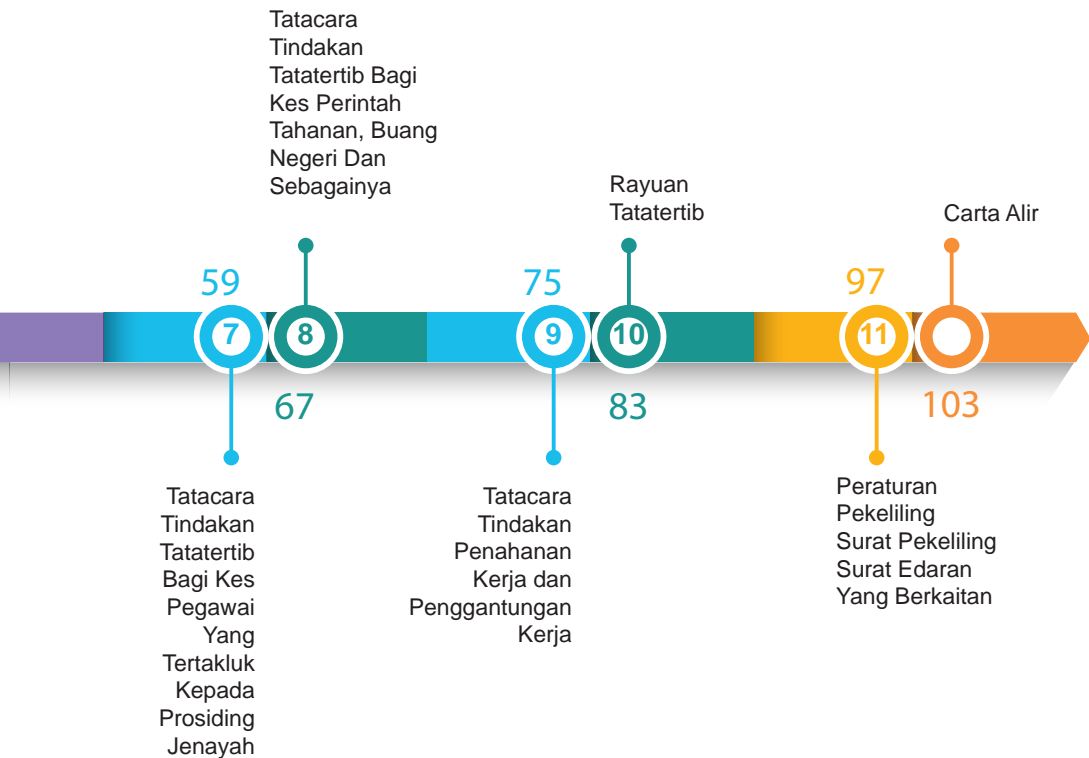 Tatacara
Tindakan
Tatatertib Bagi
Kes Perintah
Tahanan, Buang
Negeri Dan
Sebagainya
Rayuan
Tatatertib
Carta Alir
59
75
97
7
8
9
10
11
67
83
103
Tatacara
Tindakan
Tatatertib
Bagi Kes
Pegawai
Yang
Tertakluk
Kepada
Prosiding
Jenayah
Tatacara
Tindakan
Penahanan
Kerja dan
Penggantungan
Kerja
Peraturan
Pekeliling
Surat Pekeliling
Surat Edaran
Yang Berkaitan